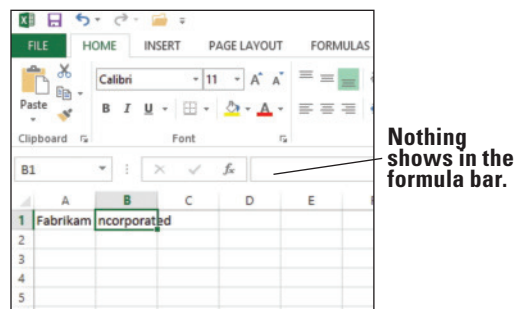 FILE HOME INSERT PAGE LAYOUT FORMULAS
Calibri 11 A A
Paste
B I U A
Clipboard Font
B1 fx
A B C D E
1 Fabrikam ncorporated
2
3
4
5
Nothing
shows in the
formula bar.